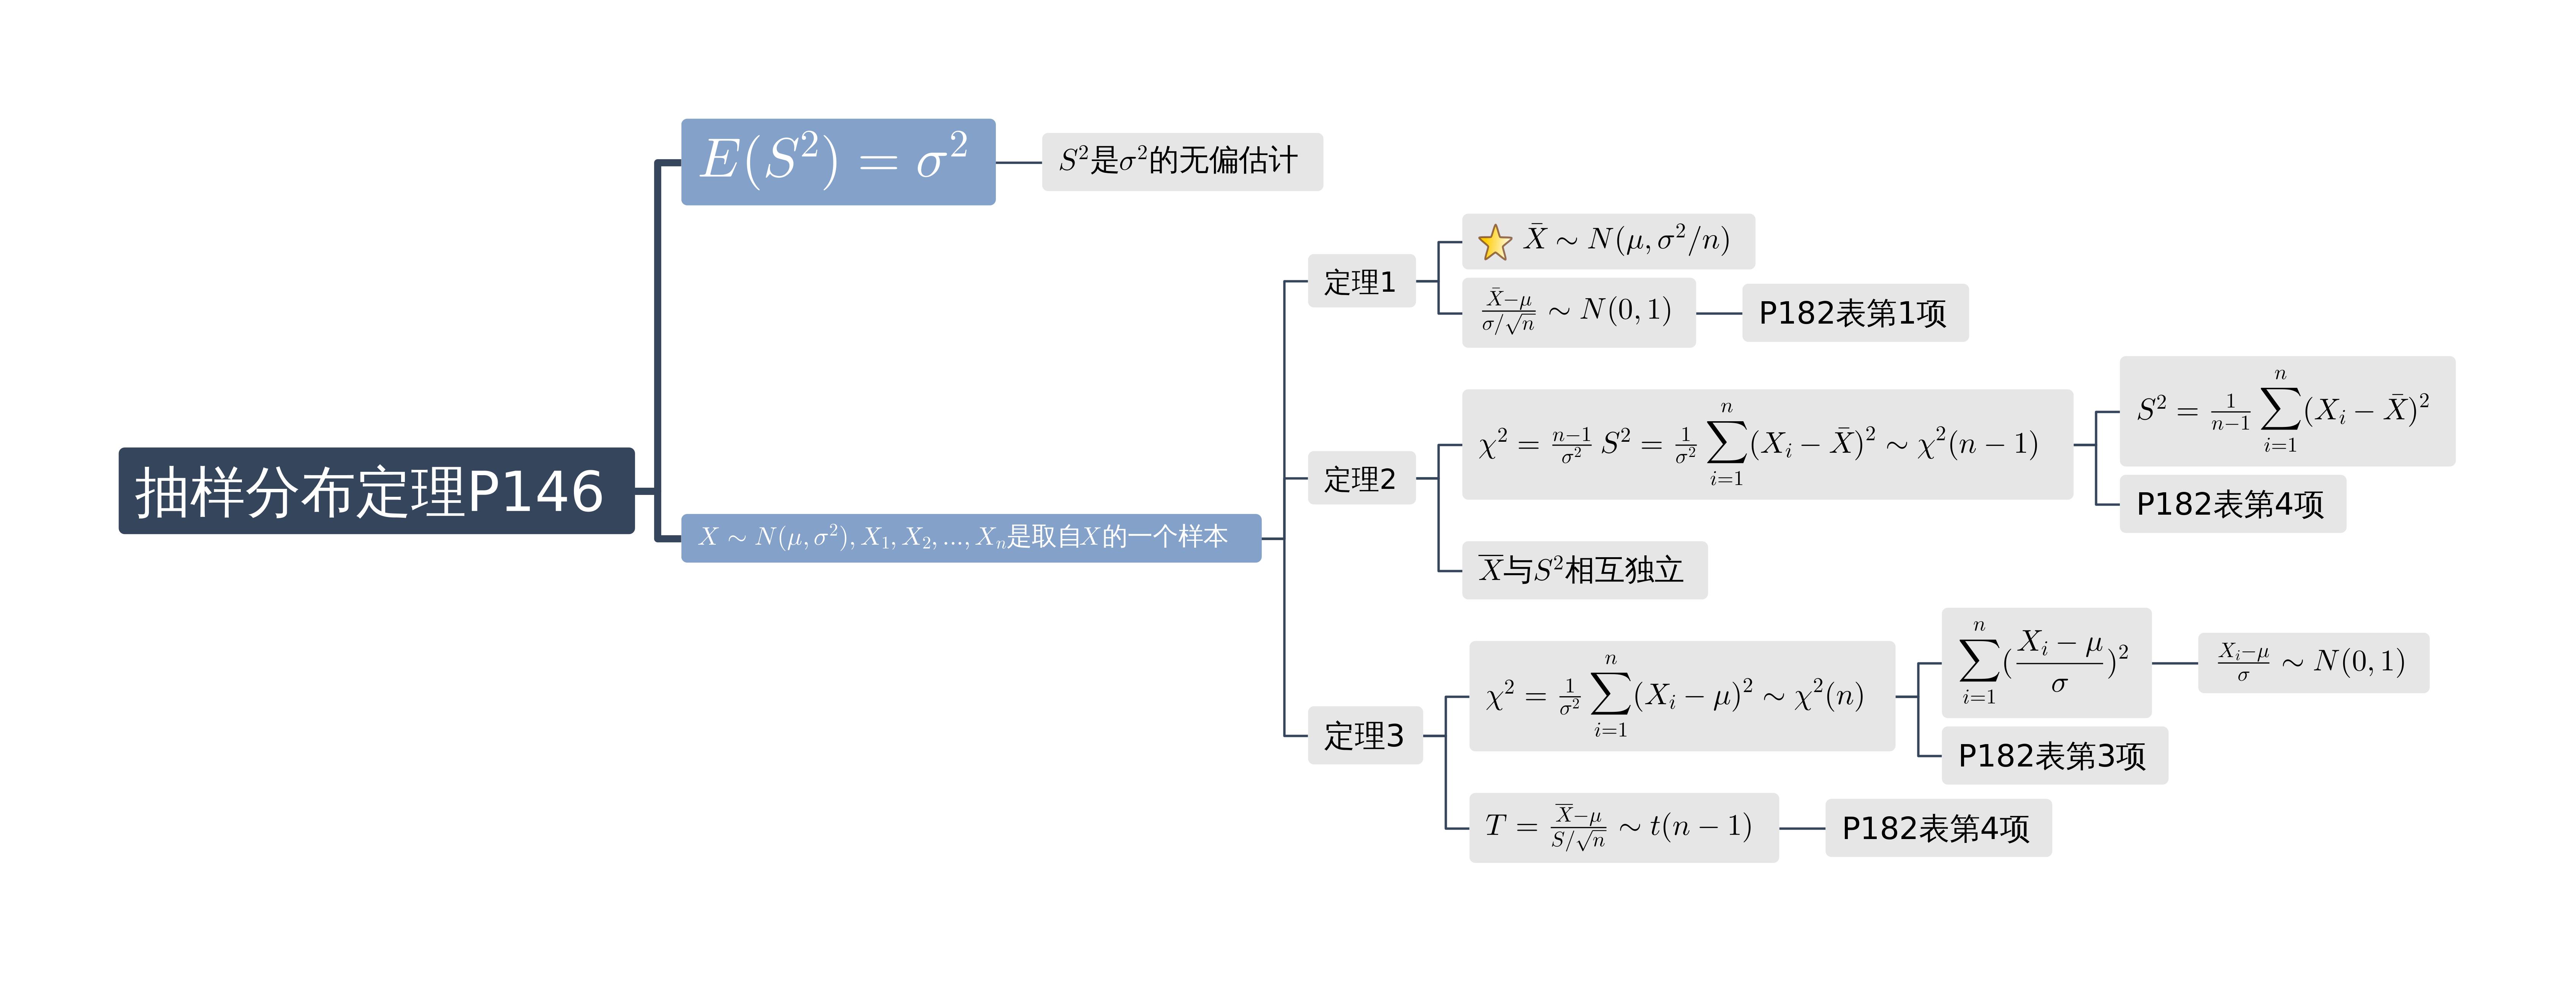 抽样分布定理P146
$E(S^2) = \sigma^2$
$S^2$是$\sigma^2$的无偏估计
$X \sim N(\mu, \sigma^2), X_1, X_2, ..., X_n$是取自$X$的一个样本
定理1
$\bar{X} \sim N(\mu, \sigma^2/n)$
$\frac{\bar{X}-\mu}{\sigma/\sqrt{n}} \sim N(0, 1)$
P182表第1项
定理2
$\chi^2 = \frac{n-1}{\sigma^2} S^2 = \frac{1}{\sigma^2} \sum_{i=1}^{n} (X_i - \bar{X})^2 \sim \chi^2(n-1)$
$S^2 = \frac{1}{n-1} \sum_{i=1}^{n} (X_i - \bar{X})^2$
P182表第4项
$\overline{X}$与$S^2$相互独立
定理3
$\chi^2 = \frac{1}{\sigma^2} \sum_{i=1}^{n} (X_i - \mu)^2 \sim \chi^2(n)$
$\sum_{i=1}^{n} (\frac{X_i - \mu}{\sigma})^2$
$\frac{X_i-\mu}{\sigma} \sim N(0, 1)$
P182表第3项
$T = \frac{\overline{X}-\mu}{S/\sqrt{n}} \sim t(n-1)$
P182表第4项